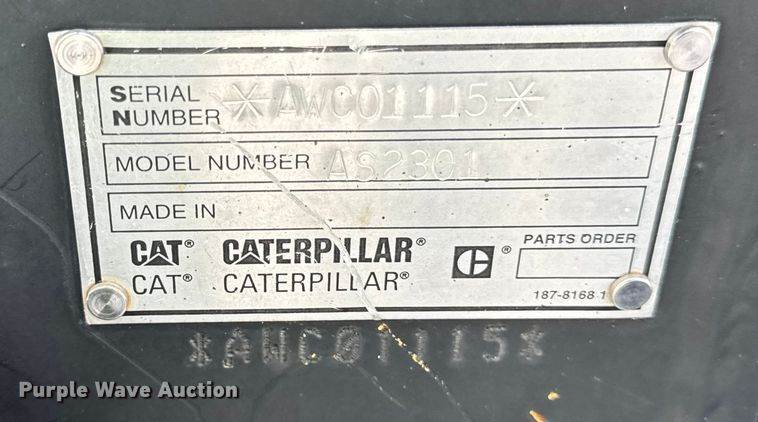 SERIAL
NUMBER *AWC01115*
MODEL NUMBER AS2301
MADE IN
CAT® CATERPILLAR® C® PARTS ORDER
CAT® CATERPILLAR®
187-8168 1
*AWC01115*
Purple Wave Auction